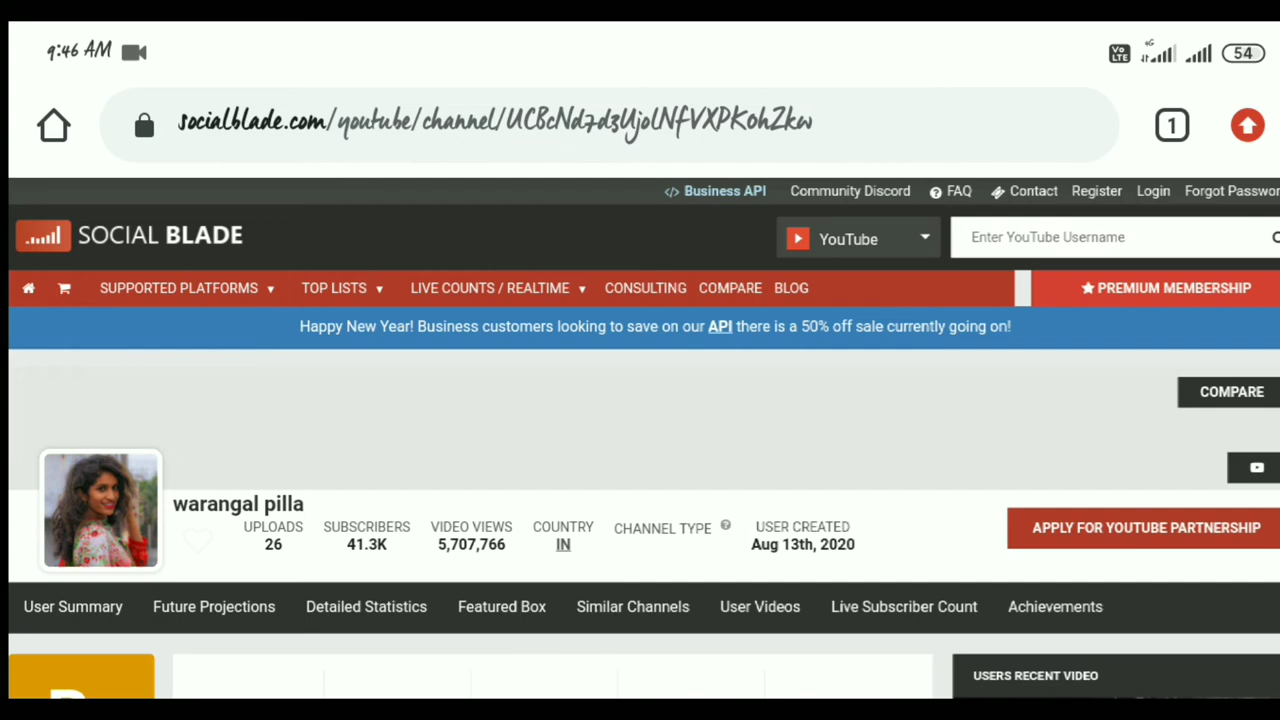 9:46 AM Vo LTE 4G 54
socialblade.com/youtube/channel/UCBcNd7d3UjolNfVXPKohZkw 1
Business API Community Discord FAQ Contact Register Login Forgot Passwor
SOCIAL BLADE YouTube Enter YouTube Username
SUPPORTED PLATFORMS TOP LISTS LIVE COUNTS / REALTIME CONSULTING COMPARE BLOG PREMIUM MEMBERSHIP
Happy New Year! Business customers looking to save on our API there is a 50% off sale currently going on!
COMPARE
warangal pilla
UPLOADS SUBSCRIBERS VIDEO VIEWS COUNTRY CHANNEL TYPE USER CREATED APPLY FOR YOUTUBE PARTNERSHIP
26 41.3K 5,707,766 IN Aug 13th, 2020
User Summary Future Projections Detailed Statistics Featured Box Similar Channels User Videos Live Subscriber Count Achievements
USERS RECENT VIDEO